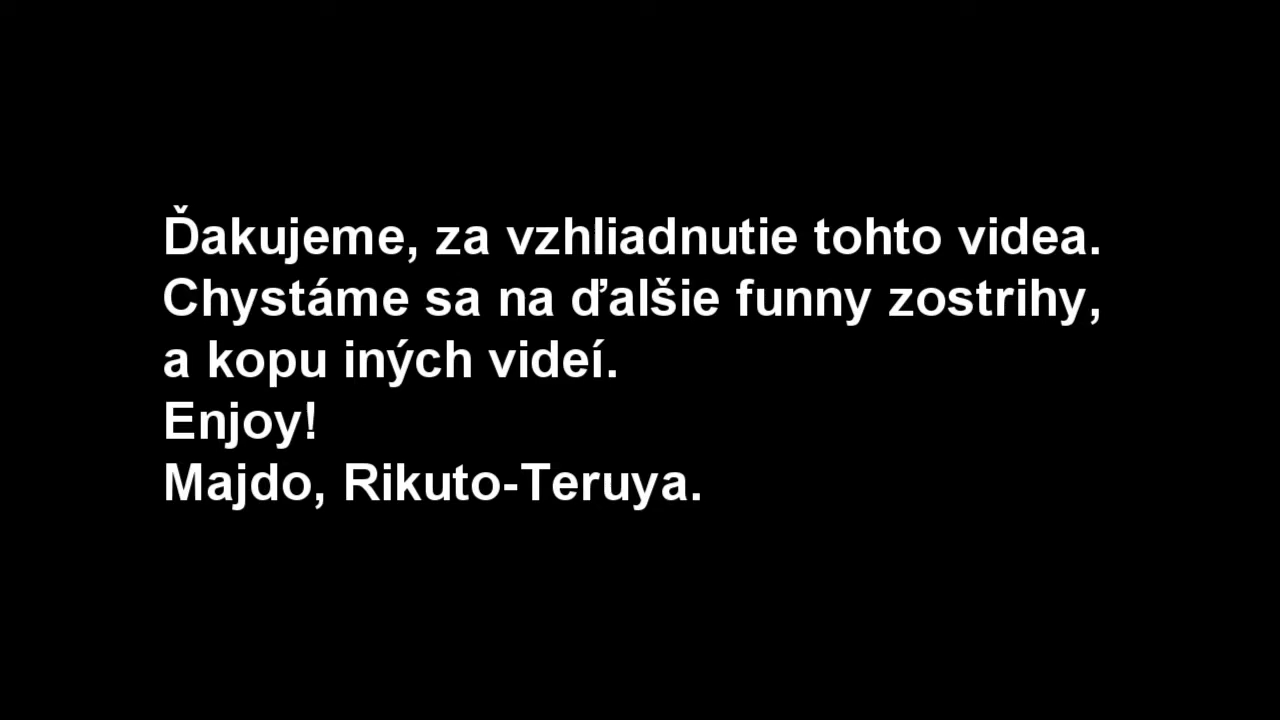 Ďakujeme, za vzhliadnutie tohto videa.
Chystáme sa na ďalšie funny zostrihy,
a kopu iných videí.
Enjoy!
Majdo, Rikuto-Teruya.